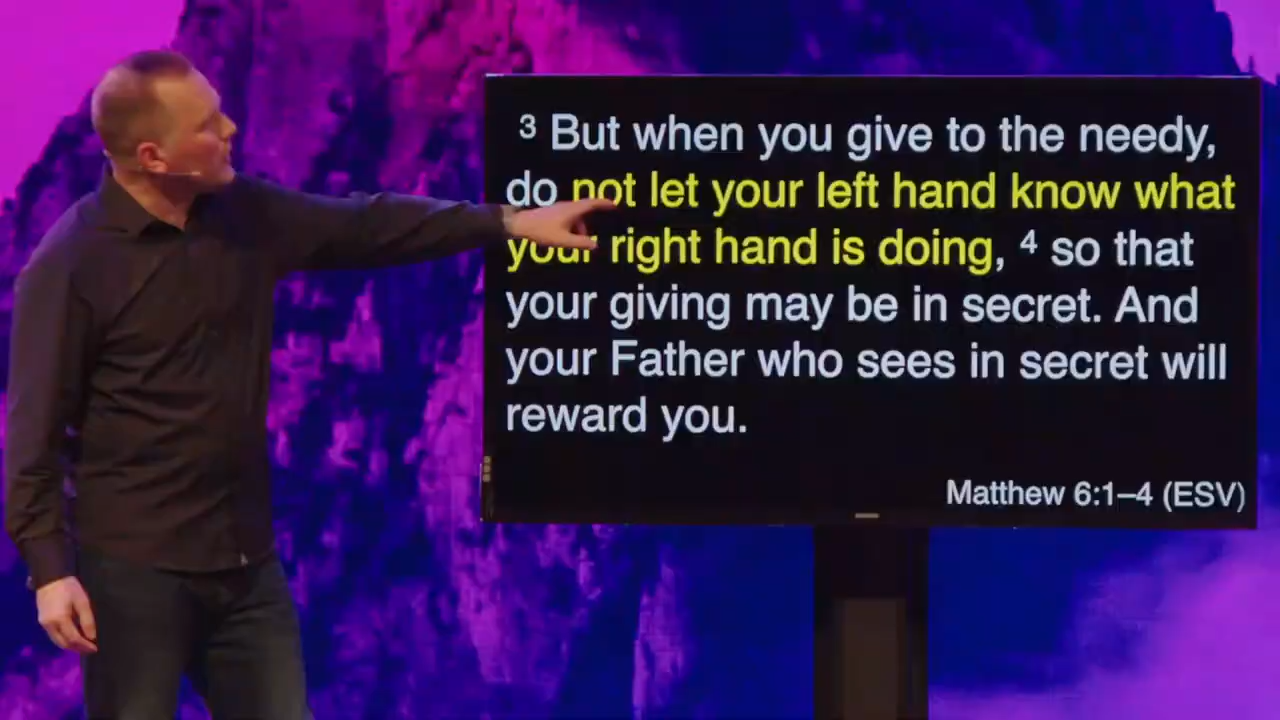 3 But when you give to the needy,
do not let your left hand know what
your right hand is doing, 4 so that
your giving may be in secret. And
your Father who sees in secret will
reward you.
Matthew 6:1–4 (ESV)